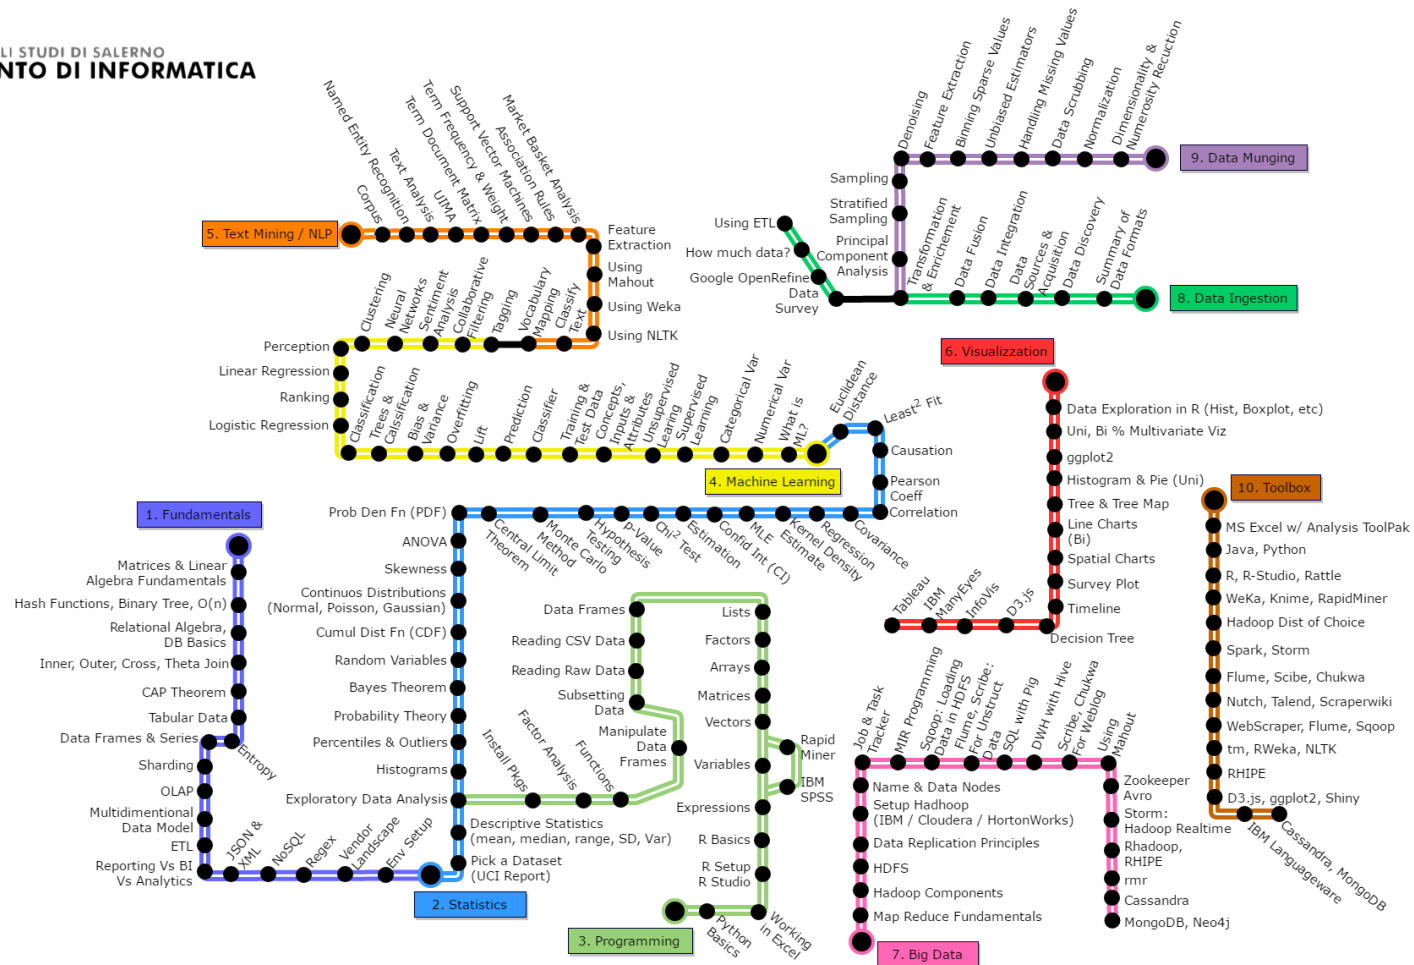 LI STUDI DI SALERNO
NTO DI INFORMATICA
5. Text Mining / NLP
Corpus
Named Entity Recognition
Text Analysis
UIMA
Term Document Matrix
Term Frequency & Weight
Support Vector Machines
Association Rules
Market Basket Analysis
Feature
Extraction
Using
Mahout
Using Weka
Using NLTK
Classify
Text
Vocabulary
Mapping
Tagging
Collaborative
Filtering
Sentiment
Analysis
Neural
Networks
Clustering
Perception
Linear Regression
Ranking
Logistic Regression
Classification
Trees &
Calsification
Bias &
Variance
Overfitting
Lift
Prediction
Classifier
Training &
Test Data
Concepts,
Inputs &
Attributes
Unsupervised
Learing
Supervised
Learning
Categorical Var
Numerical Var
What is
ML?
4. Machine Learning
Euclidean
Distance
Least² Fit
Causation
Pearson
Coeff
Correlation
Covariance
Regression
Kernel Density
Estimate
MLE
Confid Int (CI)
Estimation
Chi² Test
p-Value
Hypothesis
Testing
Monte Carlo
Method
Central Limit
Theorem
Prob Den Fn (PDF)
ANOVA
Skewness
Continuos Distributions
(Normal, Poisson, Gaussian)
Cumul Dist Fn (CDF)
Random Variables
Bayes Theorem
Probability Theory
Percentiles & Outliers
Histograms
Exploratory Data Analysis
Descriptive Statistics
(mean, median, range, SD, Var)
Pick a Dataset
(UCI Report)
2. Statistics
1. Fundamentals
Matrices & Linear
Algebra Fundamentals
Hash Functions, Binary Tree, O(n)
Relational Algebra,
DB Basics
Inner, Outer, Cross, Theta Join
CAP Theorem
Tabular Data
Entropy
Data Frames & Series
Sharding
OLAP
Multidimentional
Data Model
ETL
Reporting Vs BI
Vs Analytics
JSON &
XML
NoSQL
Regex
Vendor
Landscape
Env Setup
3. Programming
Python
Basics
Working
in Excel
R Setup
R Studio
R Basics
Expressions
IBM
SPSS
Rapid
Miner
Variables
Vectors
Matrices
Arrays
Factors
Lists
Data Frames
Reading CSV Data
Reading Raw Data
Subsetting
Data
Manipulate
Data
Frames
Functions
Factor Analysis
Install Pkgs
9. Data Munging
Dimensionality &
Numerosity Recuction
Normalization
Data Scrubbing
Handling Missing Values
Unbiased Estimators
Binning Sparse Values
Feature Extraction
Denoising
Sampling
Stratified
Sampling
Principal
Component
Analysis
8. Data Ingestion
Summary of
Data Formats
Data Discovery
Data
Sources &
Acquisition
Data Integration
Data Fusion
Transformation
& Enrichement
Data
Survey
Google OpenRefine
How much data?
Using ETL
6. Visualizzation
Data Exploration in R (Hist, Boxplot, etc)
Uni, Bi % Multivariate Viz
ggplot2
Histogram & Pie (Uni)
Tree & Tree Map
Line Charts
(Bi)
Spatial Charts
Survey Plot
Timeline
Decision Tree
D3.js
InfoVis
IBM
ManyEyes
Tableau
7. Big Data
Map Reduce Fundamentals
Hadoop Components
HDFS
Data Replication Principles
Setup Hadhoop
(IBM / Cloudera / HortonWorks)
Name & Data Nodes
Job & Task
Tracker
MIR Programming
Sqoop: Loading
Data in HDFS
Flume, Scribe:
For Unstruct
Data
SQL with Pig
DWH with Hive
Scribe, Chukwa
For Weblog
Using
Mahout
Zookeeper
Avro
Storm:
Hadoop Realtime
Rhadoop,
RHIPE
rmr
Cassandra
MongoDB, Neo4j
10. Toolbox
MS Excel w/ Analysis ToolPak
Java, Python
R, R-Studio, Rattle
WeKa, Knime, RapidMiner
Hadoop Dist of Choice
Spark, Storm
Flume, Scibe, Chukwa
Nutch, Talend, Scraperwiki
WebScraper, Flume, Sqoop
tm, RWeka, NLTK
RHIPE
D3.js, ggplot2, Shiny
IBM Languageware
Cassandra, MongoDB